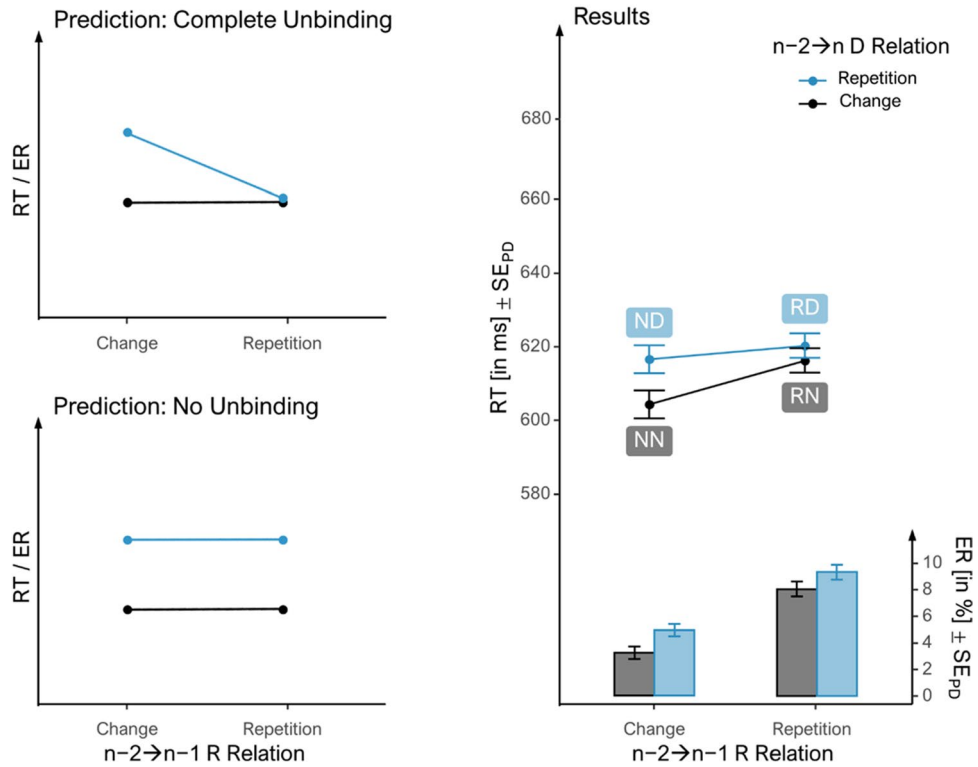 Prediction: Complete Unbinding
RT / ER
Change
Repetition
Prediction: No Unbinding
RT / ER
Change
Repetition
n−2→n−1 R Relation
Results
n−2→n D Relation
Repetition
Change
RT [in ms] ± SEPD
680
660
640
620
600
580
ND
RD
NN
RN
ER [in %] ± SEPD
10
8
6
4
2
0
Change
Repetition
n−2→n−1 R Relation